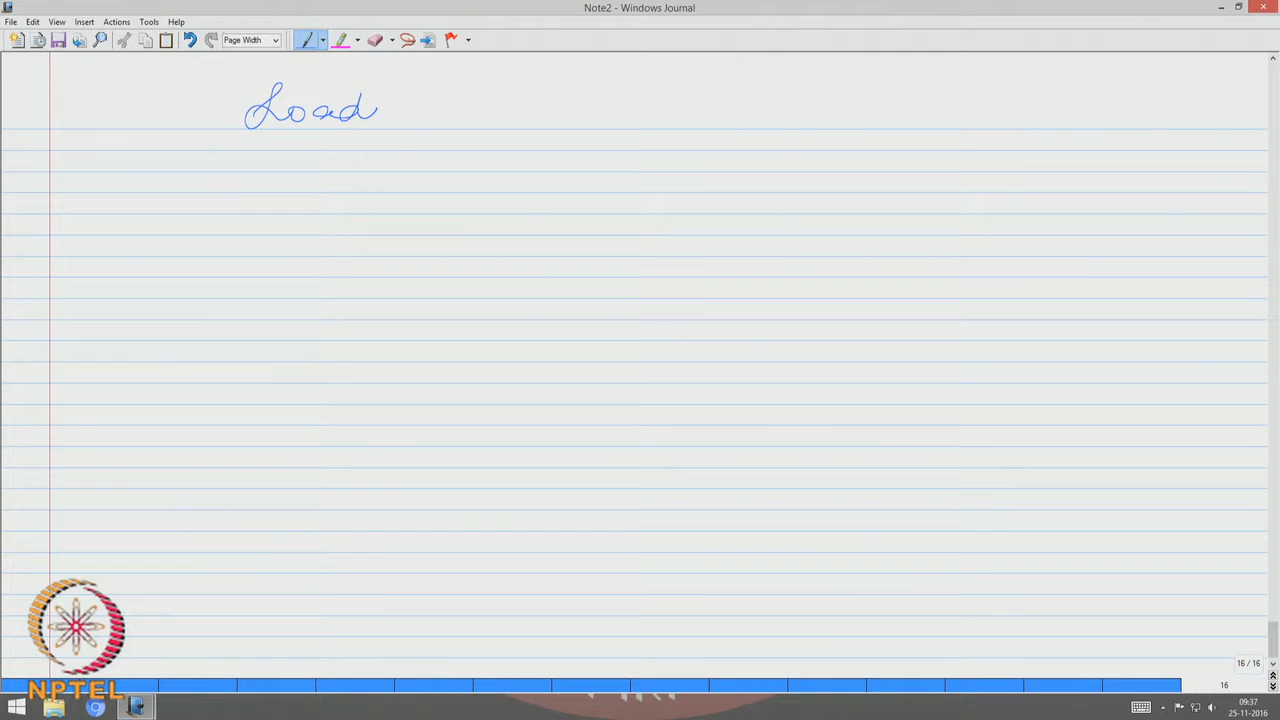 Note2 - Windows Journal
File Edit View Insert Actions Tools Help
Page Width
Load
16 / 16
16
NPTEL
09:37
25-11-2016